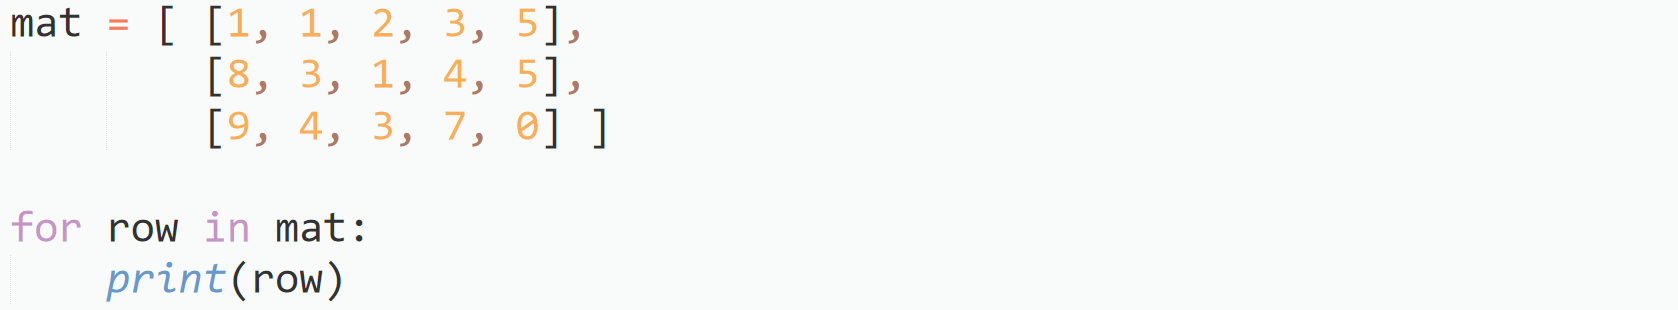 mat = [ [1, 1, 2, 3, 5],
        [8, 3, 1, 4, 5],
        [9, 4, 3, 7, 0] ]

for row in mat:
    print(row)